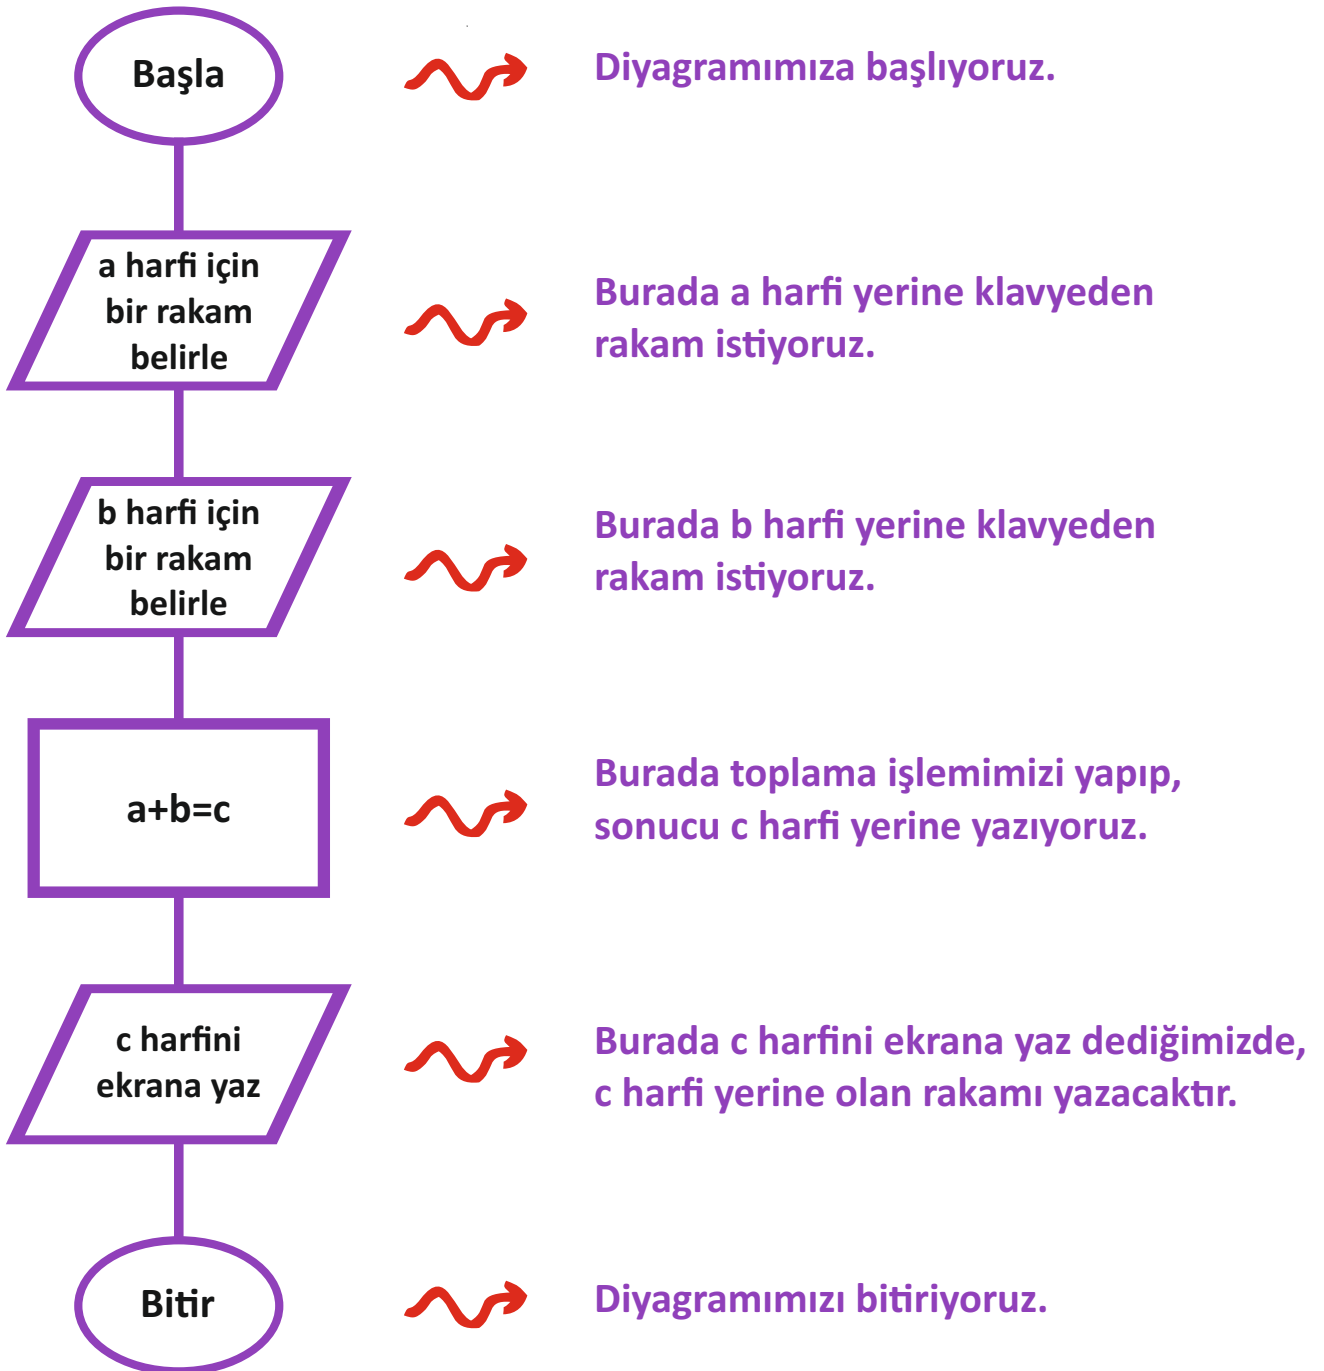 Başla
Diyagramımıza başlıyoruz.
a harfi için
bir rakam
belirle
Burada a harfi yerine klavyeden
rakam istiyoruz.
b harfi için
bir rakam
belirle
Burada b harfi yerine klavyeden
rakam istiyoruz.
a+b=c
Burada toplama işlemimizi yapıp,
sonucu c harfi yerine yazıyoruz.
c harfini
ekrana yaz
Burada c harfini ekrana yaz dediğimizde,
c harfi yerine olan rakamı yazacaktır.
Bitir
Diyagramımızı bitiriyoruz.